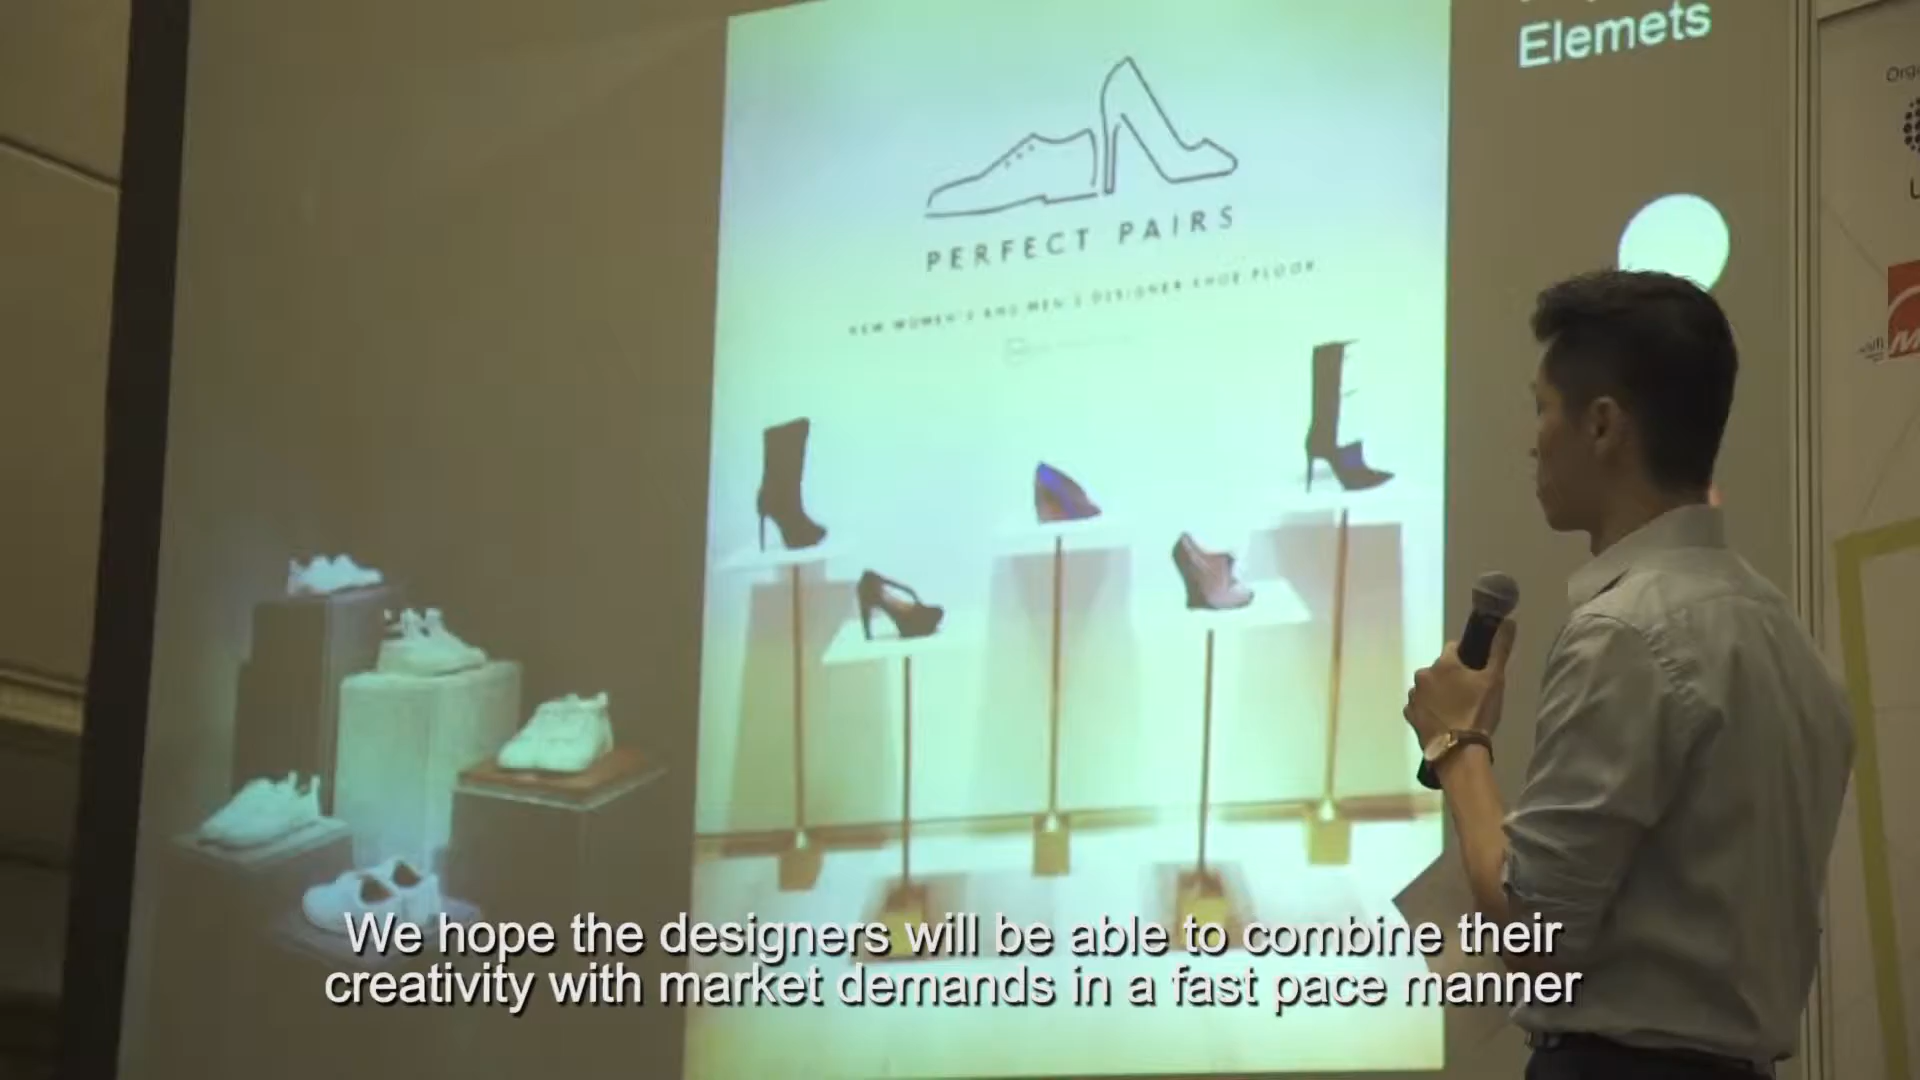 Elemets
PERFECT PAIRS
NEW WOMEN'S AND MEN'S DESIGNER SHOE FLOOR
We hope the designers will be able to combine their
creativity with market demands in a fast pace manner